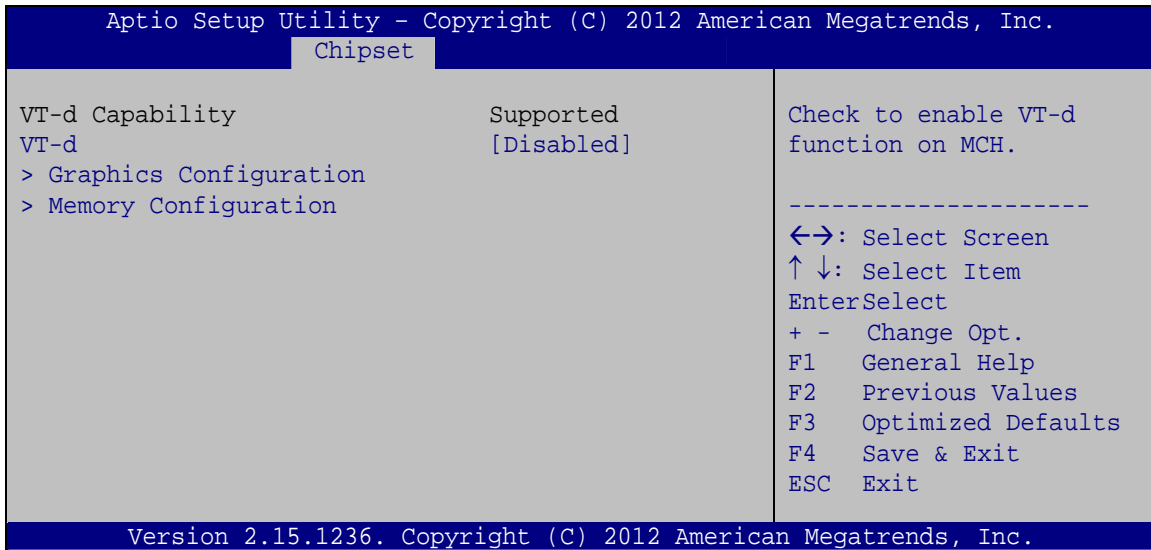 Aptio Setup Utility – Copyright (C) 2012 American Megatrends, Inc.
Chipset
VT-d Capability Supported
VT-d [Disabled]
> Graphics Configuration
> Memory Configuration
Check to enable VT-d
function on MCH.
---------------------
←→: Select Screen
↑ ↓: Select Item
EnterSelect
+ - Change Opt.
F1 General Help
F2 Previous Values
F3 Optimized Defaults
F4 Save & Exit
ESC Exit
Version 2.15.1236. Copyright (C) 2012 American Megatrends, Inc.